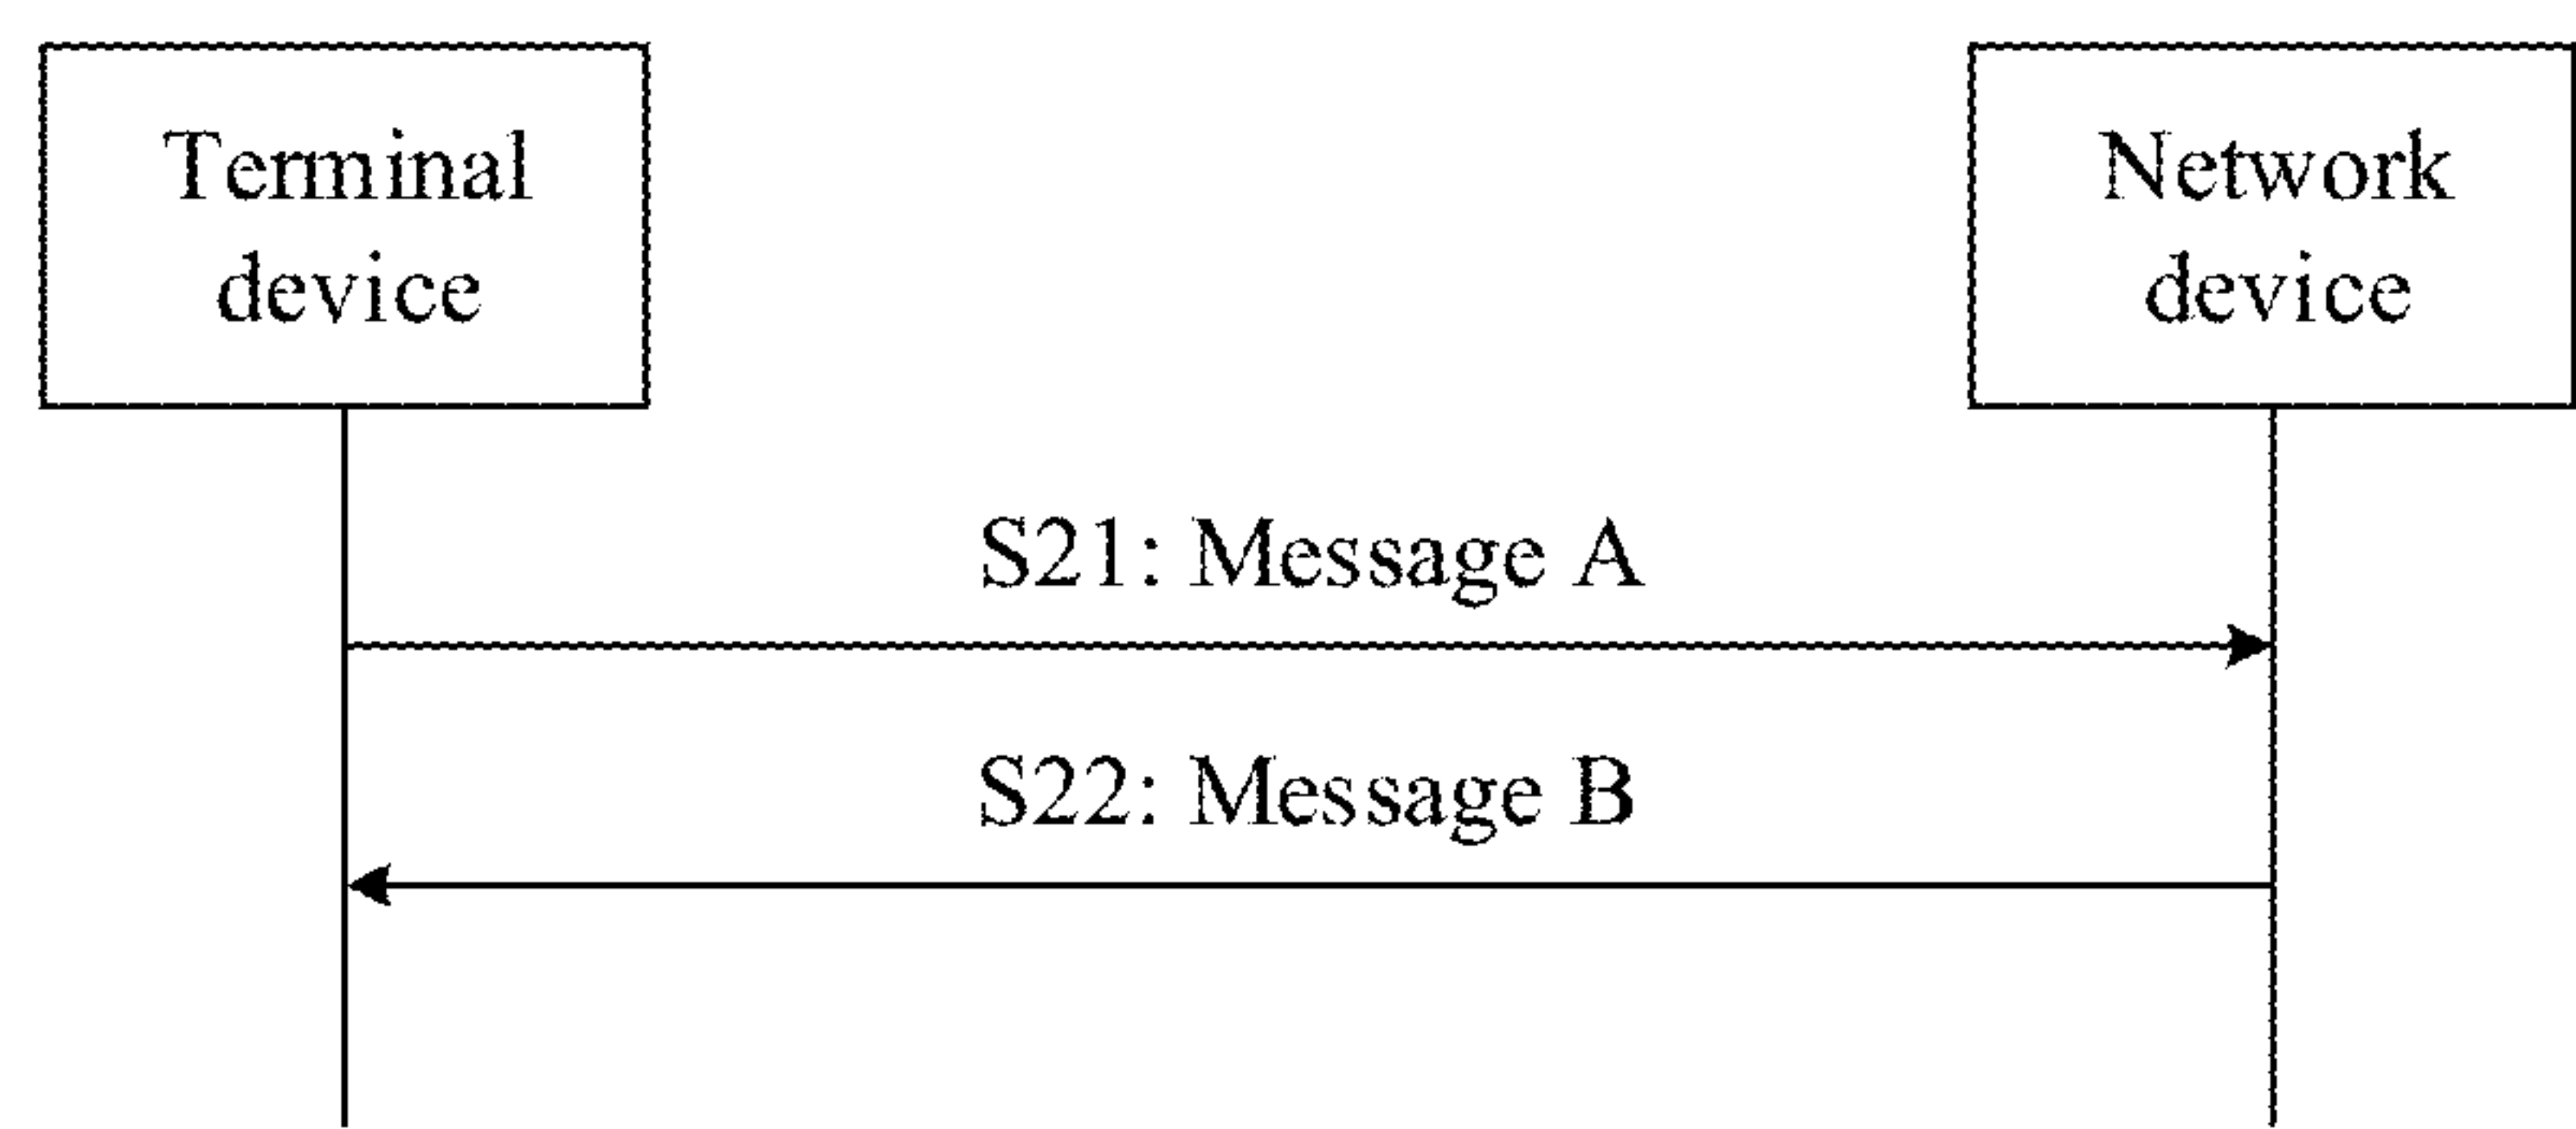 Terminal
device
Network
device
S21: Message A
S22: Message B